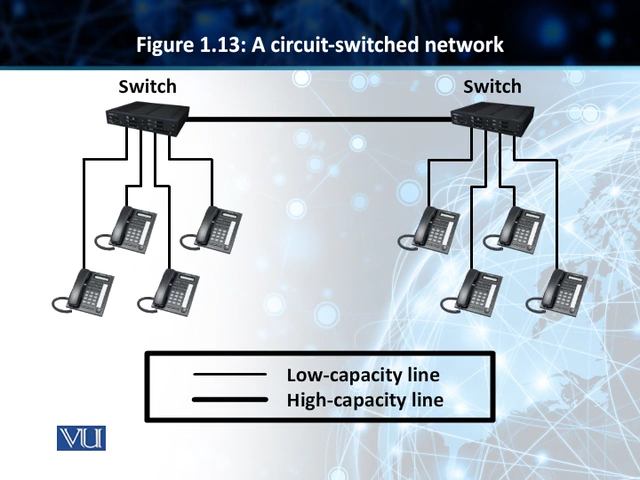 Figure 1.13: A circuit-switched network
Switch
Switch
Low-capacity line
High-capacity line
VU